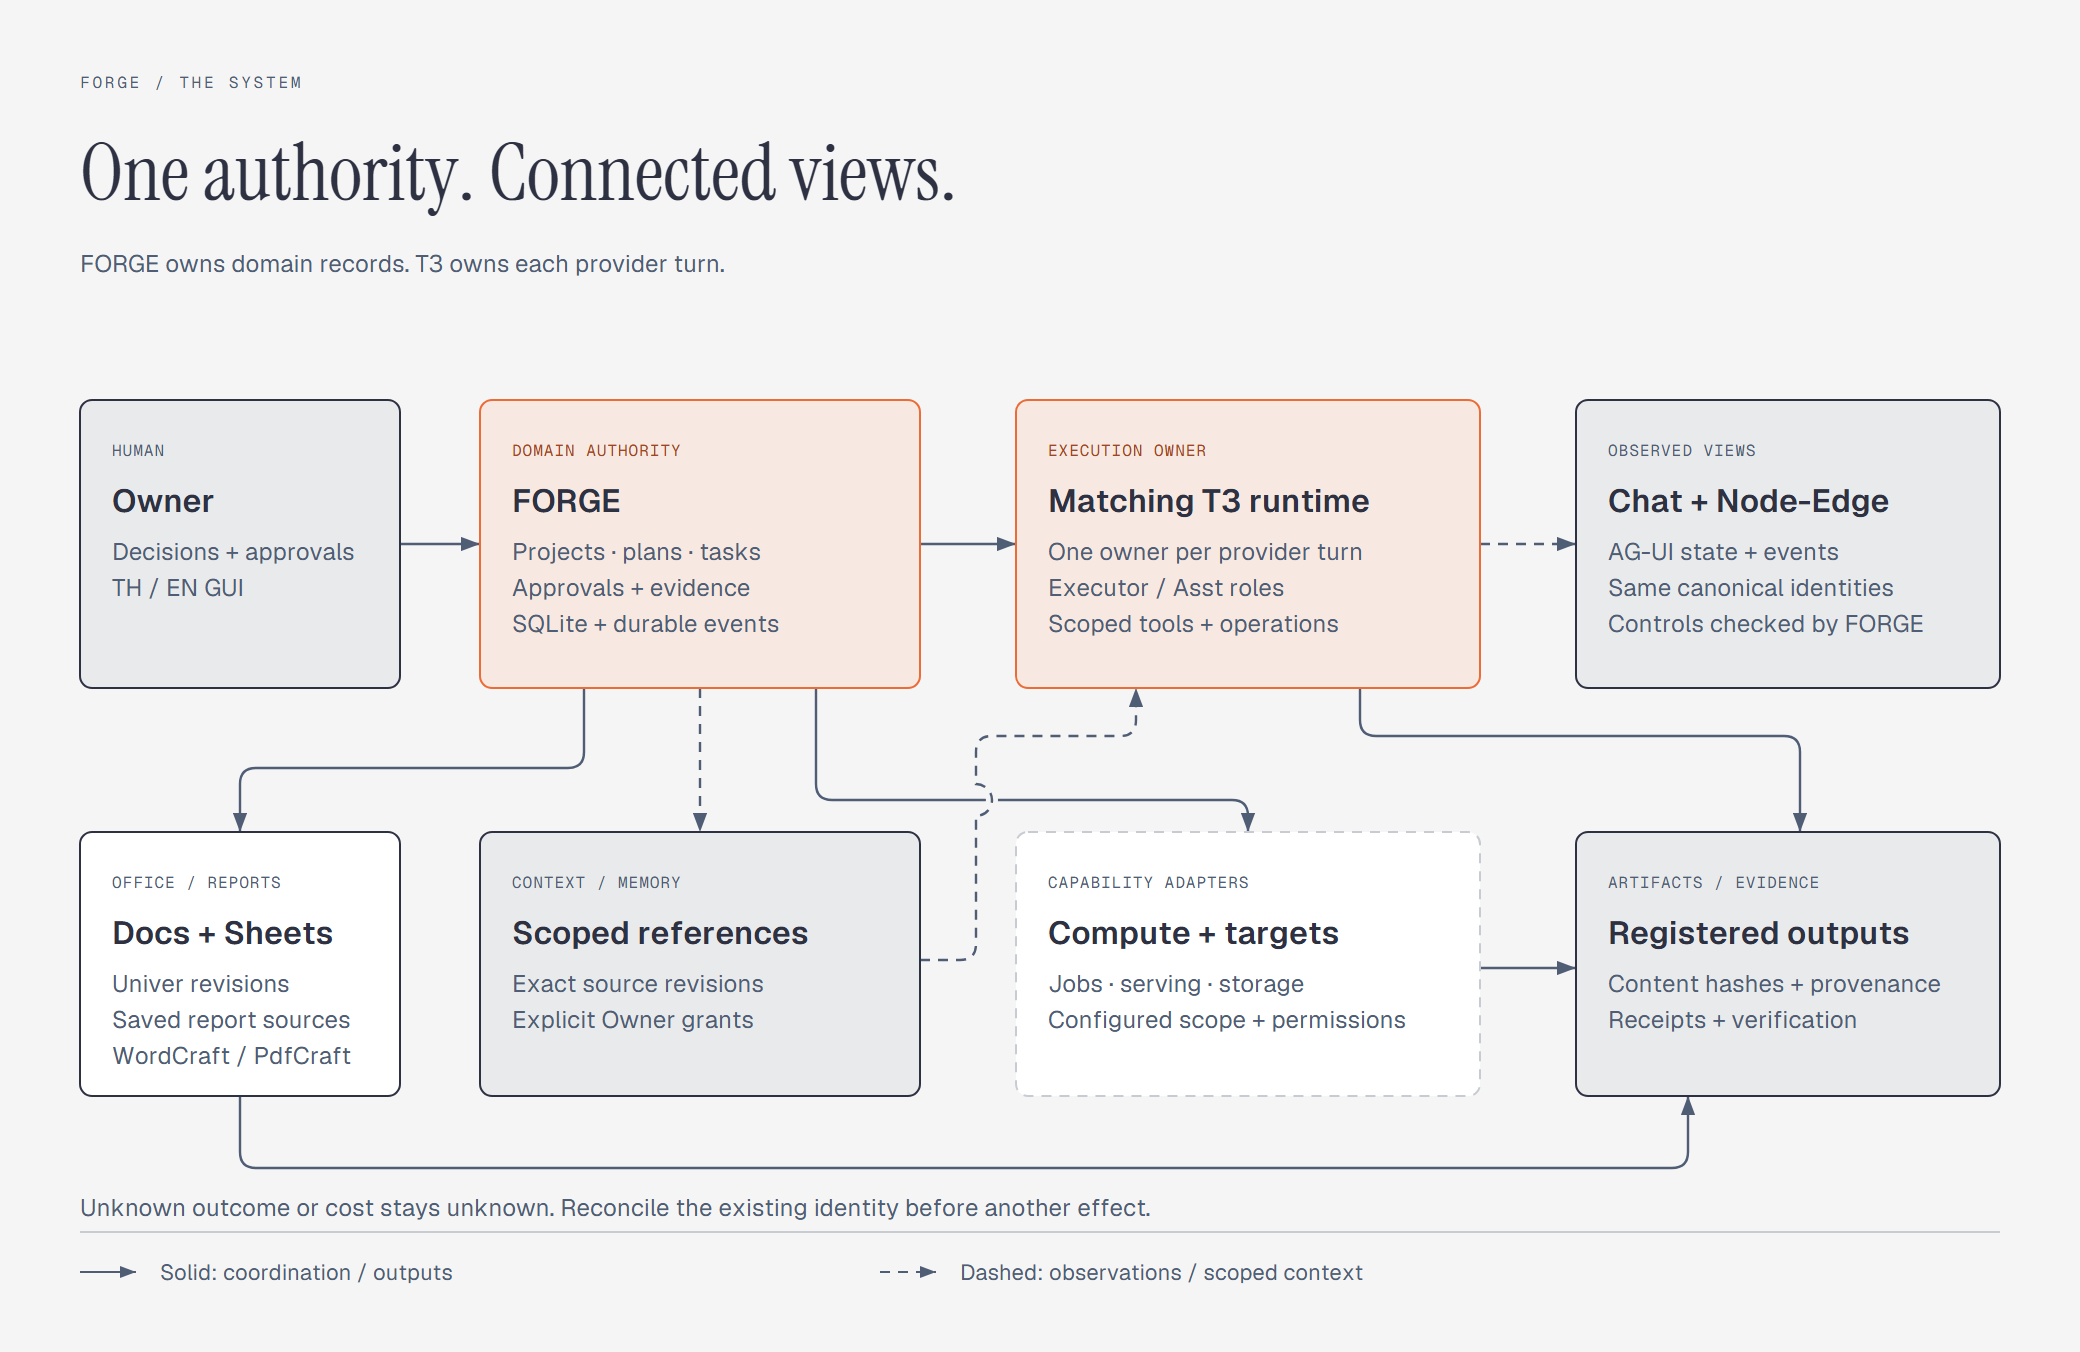 FORGE / THE SYSTEM
One authority. Connected views.
FORGE owns domain records. T3 owns each provider turn.
HUMAN
Owner
Decisions + approvals
TH / EN GUI
DOMAIN AUTHORITY
FORGE
Projects · plans · tasks
Approvals + evidence
SQLite + durable events
EXECUTION OWNER
Matching T3 runtime
One owner per provider turn
Executor / Asst roles
Scoped tools + operations
OBSERVED VIEWS
Chat + Node-Edge
AG-UI state + events
Same canonical identities
Controls checked by FORGE
OFFICE / REPORTS
Docs + Sheets
Univer revisions
Saved report sources
WordCraft / PdfCraft
CONTEXT / MEMORY
Scoped references
Exact source revisions
Explicit Owner grants
CAPABILITY ADAPTERS
Compute + targets
Jobs · serving · storage
Configured scope + permissions
ARTIFACTS / EVIDENCE
Registered outputs
Content hashes + provenance
Receipts + verification
Unknown outcome or cost stays unknown. Reconcile the existing identity before another effect.
Solid: coordination / outputs
Dashed: observations / scoped context